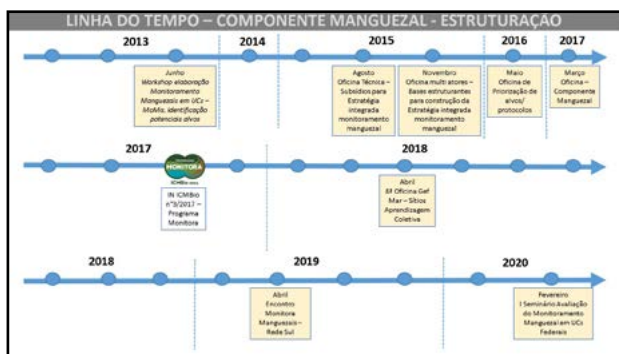 LINHA DO TEMPO – COMPONENTE MANGUEZAL - ESTRUTURAÇÃO
2013
2014
2015
2016
2017
Junho
Workshop elaboração
Monitoramento
Manguezais em UCs –
MoMa. Identificação
potenciais alvos
Agosto
Oficina Técnica –
Subsídios para
Estratégia
integrada
monitoramento
manguezal
Novembro
Oficina multi atores –
Bases estruturantes
para construção da
Estratégia integrada
monitoramento
manguezal
Maio
Oficina de
Priorização de
alvos/
protocolos
Março
Oficina –
Componente
Manguezal
2017
2018
MONITORA
IN ICMBio
n°3/2017 –
Programa
Monitora
Abril
Oficina Gef
Mar – Sítios
Aprendizagem
Coletiva
2018
2019
2020
Abril
Encontro
Monitora
Manguezais –
Rede Sul
Fevereiro
I Seminário Avaliação
do Monitoramento
Manguezal em UCs
Federais